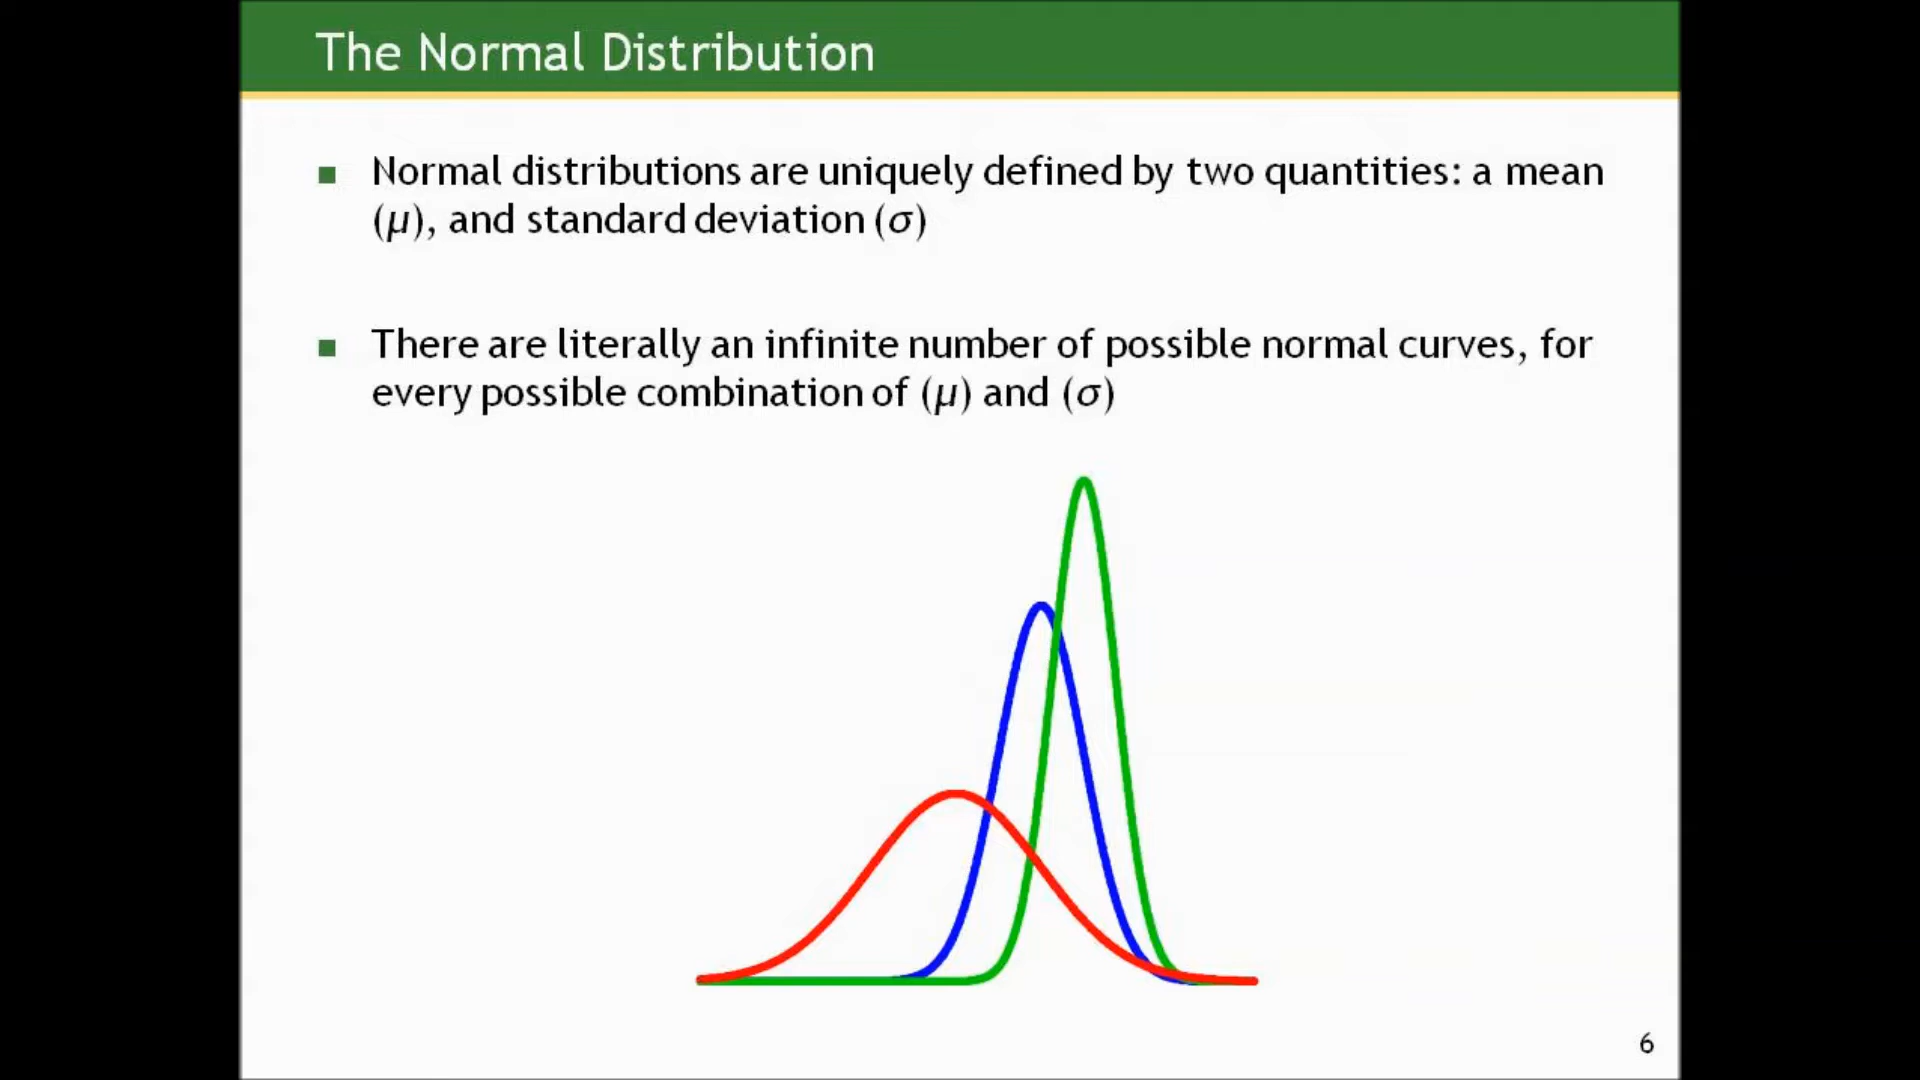 The Normal Distribution
Normal distributions are uniquely defined by two quantities: a mean
(μ), and standard deviation (σ)
There are literally an infinite number of possible normal curves, for
every possible combination of (μ) and (σ)
6